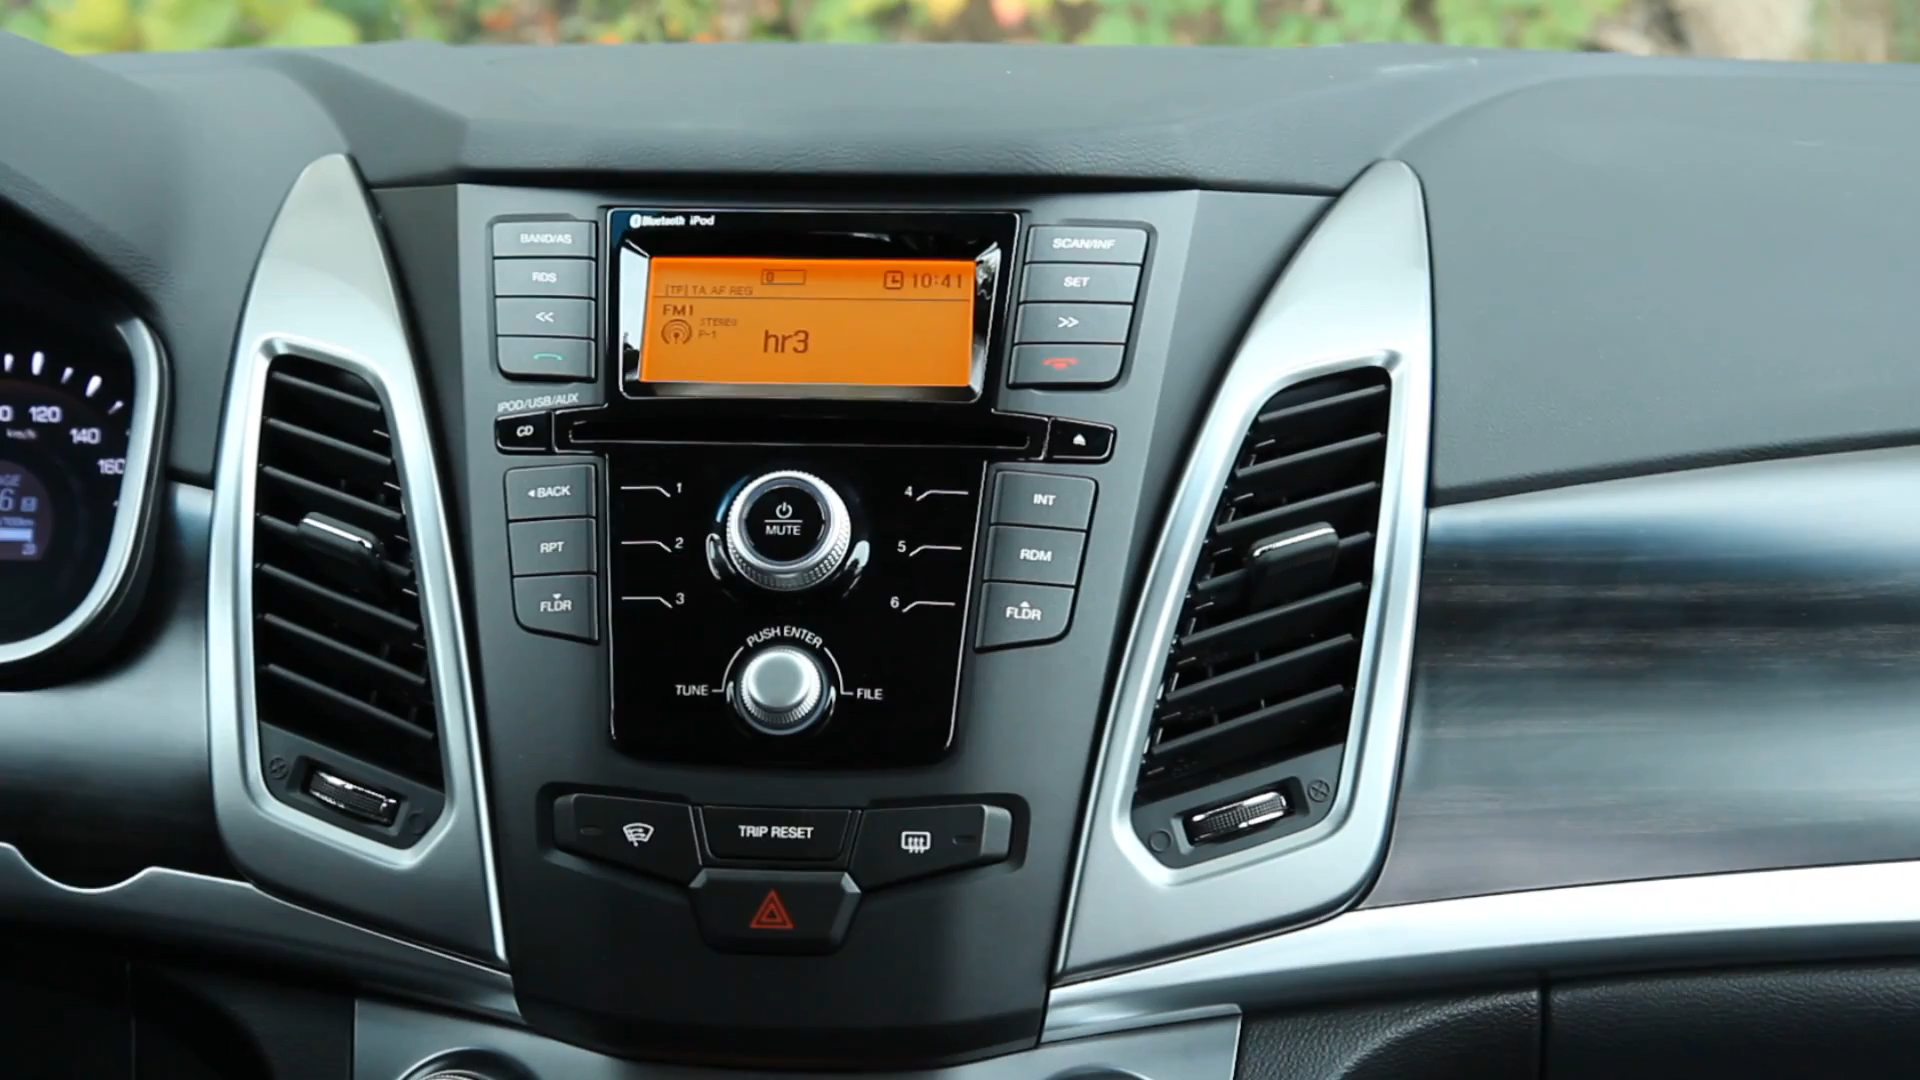 Bluetooth iPod
BAND/AS
RDS
<<
SCAN/INF
SET
>>
0
10:41
[TP] TA AF REG
FM1
STEREO
P-1
hr3
IPOD/USB/AUX
CD
BACK
RPT
FLDR
1
2
3
MUTE
4
5
6
INT
RDM
FLDR
PUSH ENTER
TUNE
FILE
TRIP RESET
120
km/h
140
160